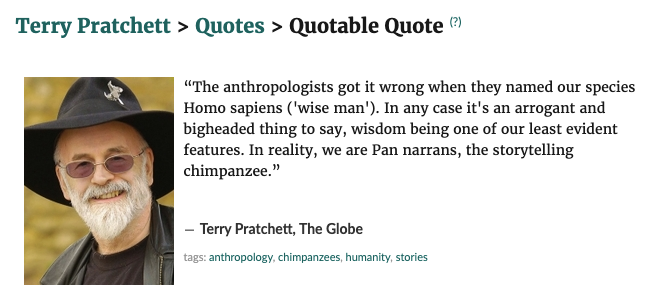 Terry Pratchett > Quotes > Quotable Quote (?)
“The anthropologists got it wrong when they named our species
Homo sapiens ('wise man'). In any case it's an arrogant and
bigheaded thing to say, wisdom being one of our least evident
features. In reality, we are Pan narrans, the storytelling
chimpanzee.”
— Terry Pratchett, The Globe
tags: anthropology, chimpanzees, humanity, stories